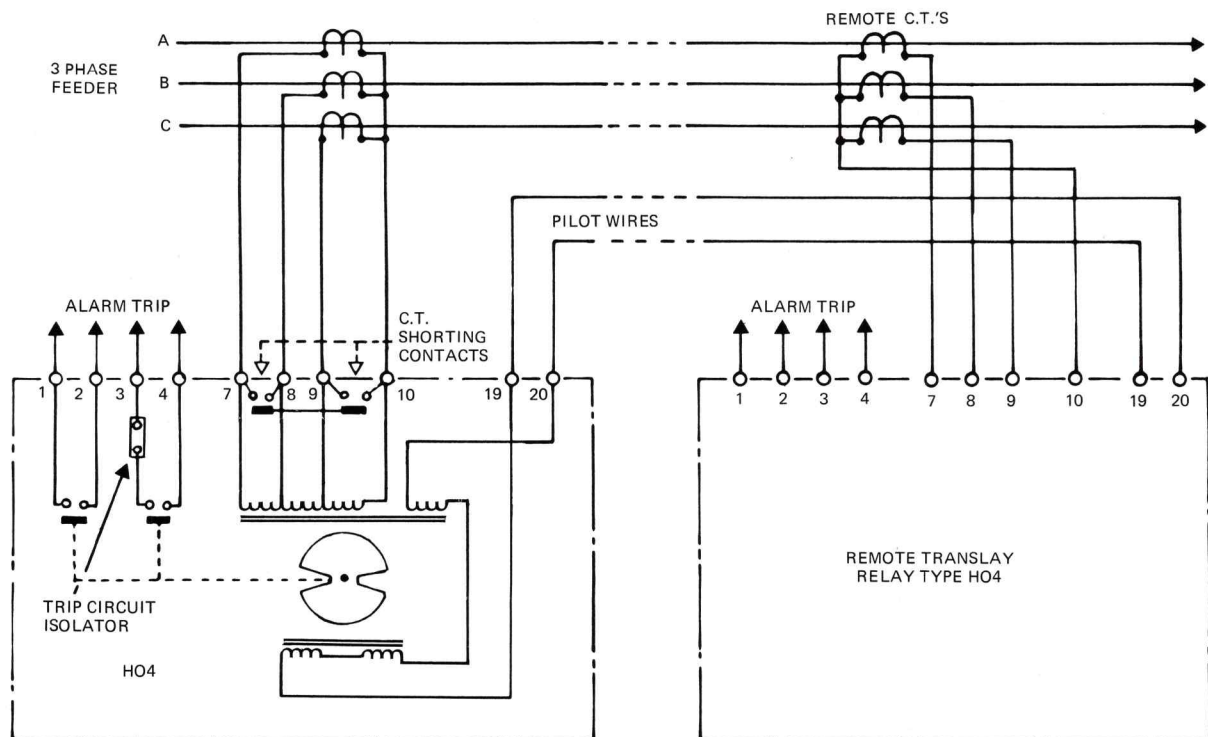 REMOTE C.T.'S
A
3 PHASE
FEEDER
B
C
PILOT WIRES
ALARM TRIP
C.T.
SHORTING
CONTACTS
ALARM TRIP
1 2 3 4 7 8 9 10 19 20
1 2 3 4 7 8 9 10 19 20
TRIP CIRCUIT
ISOLATOR
HO4
REMOTE TRANSLAY
RELAY TYPE HO4